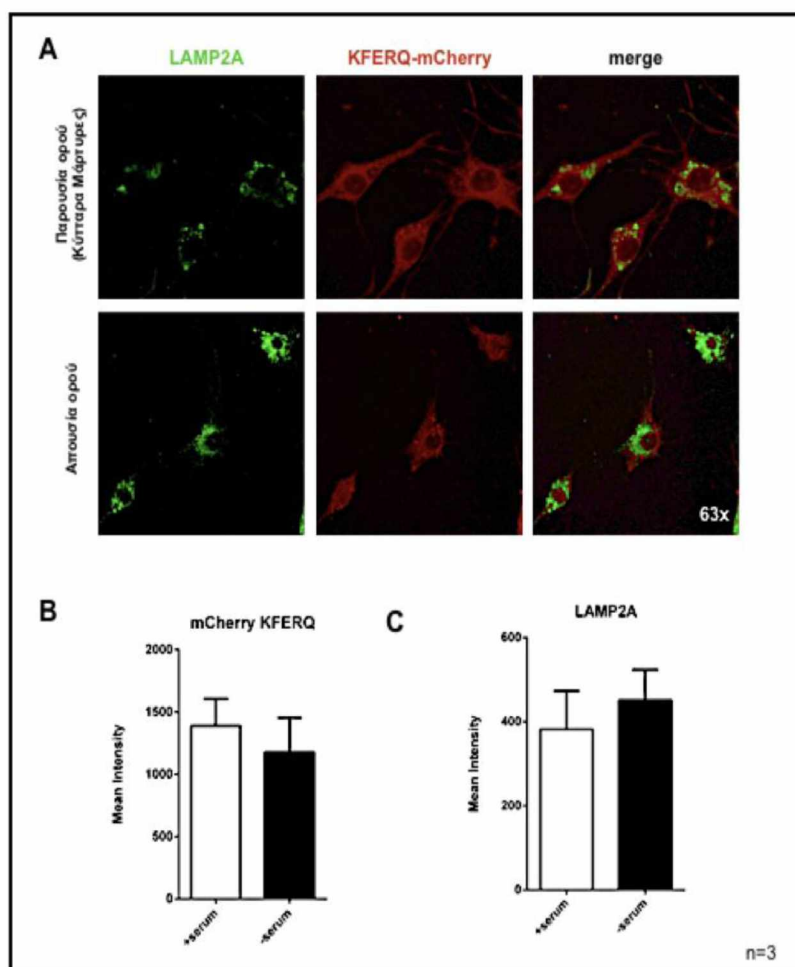 A
LAMP2A KFERQ-mCherry merge
Παρουσία ορού
(Κύτταρα Μάρτυρες)
Απουσία ορού
63x
B
mCherry KFERQ
2000
1500
1000
500
0
Mean Intensity
+serum -serum
C
LAMP2A
600
400
200
0
Mean Intensity
+serum -serum
n=3